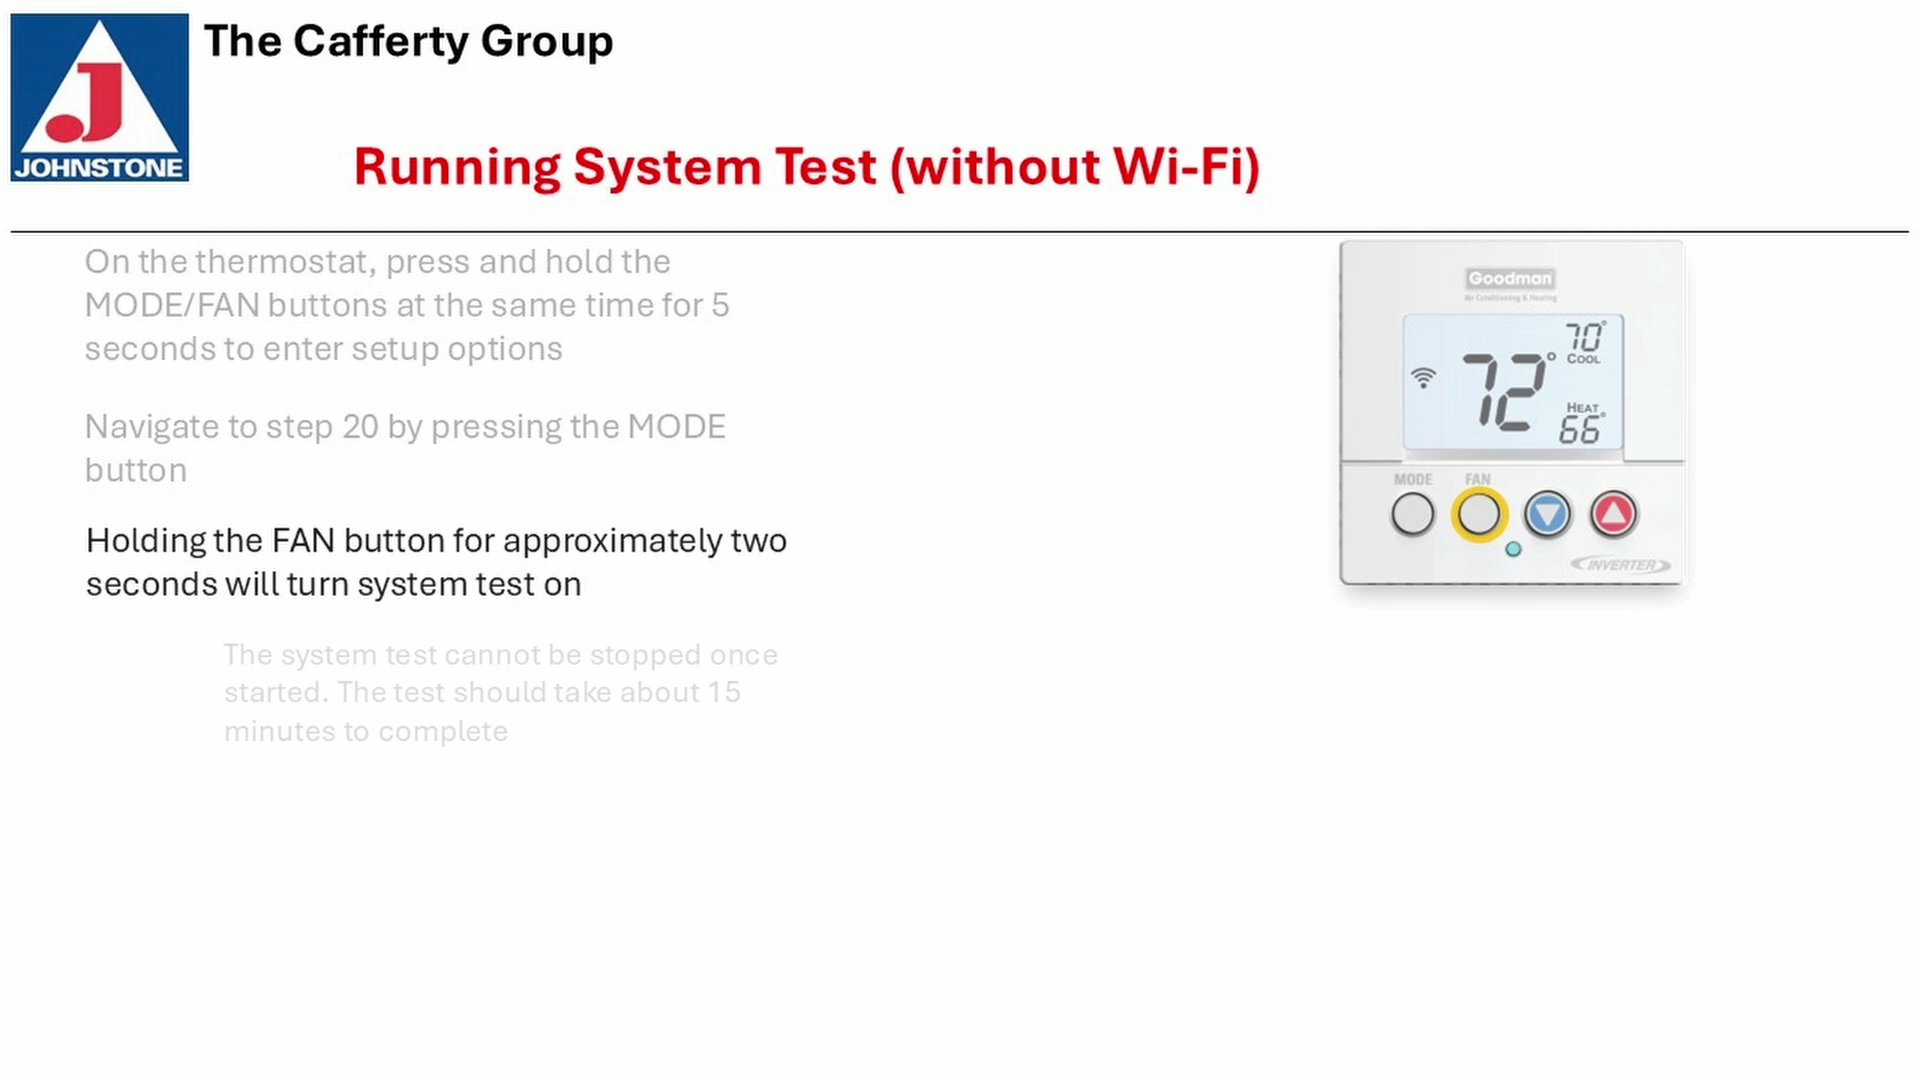 The Cafferty Group
J
JOHNSTONE
Running System Test (without Wi-Fi)
On the thermostat, press and hold the
MODE/FAN buttons at the same time for 5
seconds to enter setup options
Navigate to step 20 by pressing the MODE
button
Holding the FAN button for approximately two
seconds will turn system test on
The system test cannot be stopped once
started. The test should take about 15
minutes to complete
Goodman
Air Conditioning & Heating
70°
COOL
72°
HEAT
66°
MODE FAN
INVERTER